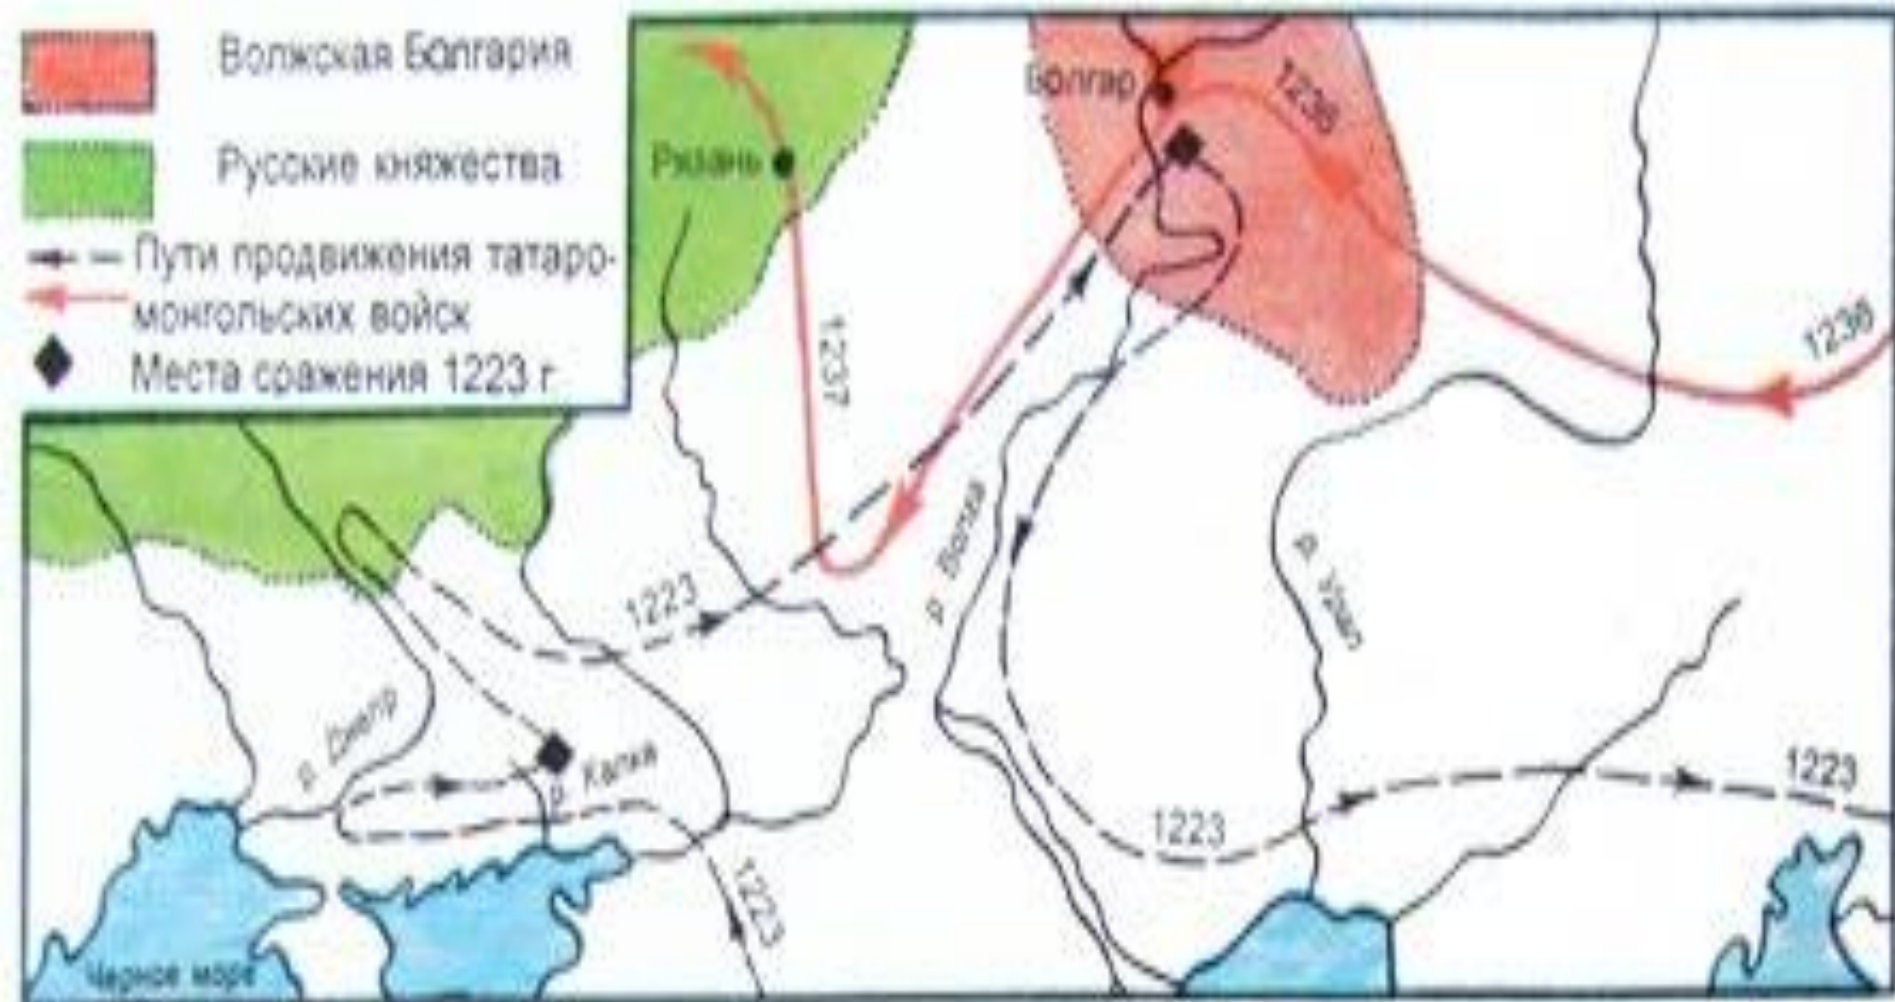 Волжская Болгария
Русские княжества
Пути продвижения татаро-
монгольских войск
Места сражения 1223 г
Болгар
1236
Рязань
1237
1236
1223
р. Волга
р. Урал
р. Днепр
р. Калка
1223
1223
1223
Черное море